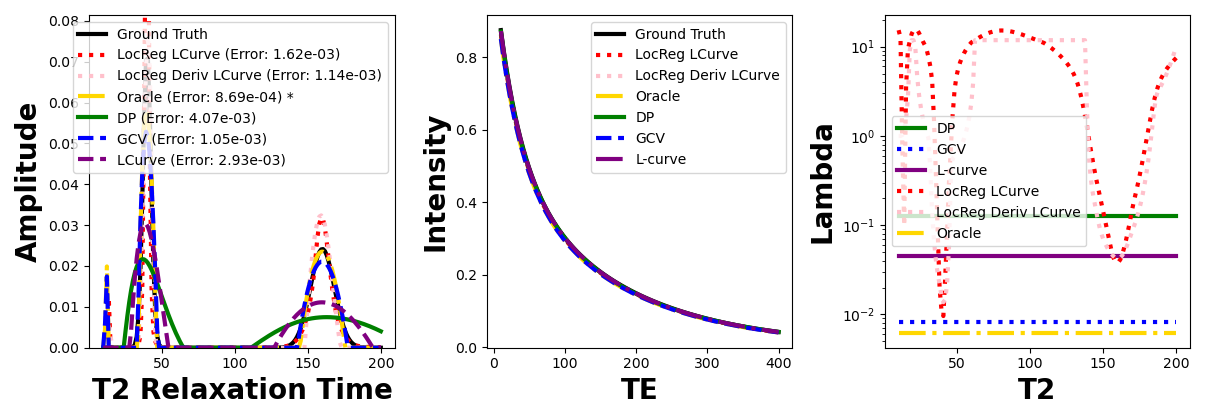 0.08
0.07
0.06
0.05
0.04
0.03
0.02
0.01
0.00
50
100
150
200
Amplitude
T2 Relaxation Time
Ground Truth
LocReg LCurve (Error: 1.62e-03)
LocReg Deriv LCurve (Error: 1.14e-03)
Oracle (Error: 8.69e-04) *
DP (Error: 4.07e-03)
GCV (Error: 1.05e-03)
LCurve (Error: 2.93e-03)
0.8
0.6
0.4
0.2
0.0
0
100
200
300
400
Intensity
TE
Ground Truth
LocReg LCurve
LocReg Deriv LCurve
Oracle
DP
GCV
L-curve
10¹
10⁰
10⁻¹
10⁻²
50
100
150
200
Lambda
T2
DP
GCV
L-curve
LocReg LCurve
LocReg Deriv LCurve
Oracle